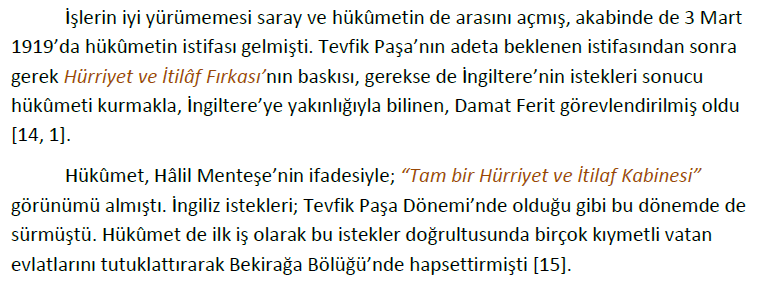 İşlerin iyi yürümemesi saray ve hükûmetin de arasını açmış, akabinde de 3 Mart
1919’da hükûmetin istifası gelmişti. Tevfik Paşa’nın adeta beklenen istifasından sonra
gerek Hürriyet ve İtilâf Fırkası’nın baskısı, gerekse de İngiltere’nin istekleri sonucu
hükûmeti kurmakla, İngiltere’ye yakınlığıyla bilinen, Damat Ferit görevlendirilmiş oldu
[14, 1].
Hükûmet, Hâlil Menteşe’nin ifadesiyle; “Tam bir Hürriyet ve İtilaf Kabinesi”
görünümü almıştı. İngiliz istekleri; Tevfik Paşa Dönemi’nde olduğu gibi bu dönemde de
sürmüştü. Hükûmet de ilk iş olarak bu istekler doğrultusunda birçok kıymetli vatan
evlatlarını tutuklattırarak Bekirağa Bölüğü’nde hapsettirmişti [15].